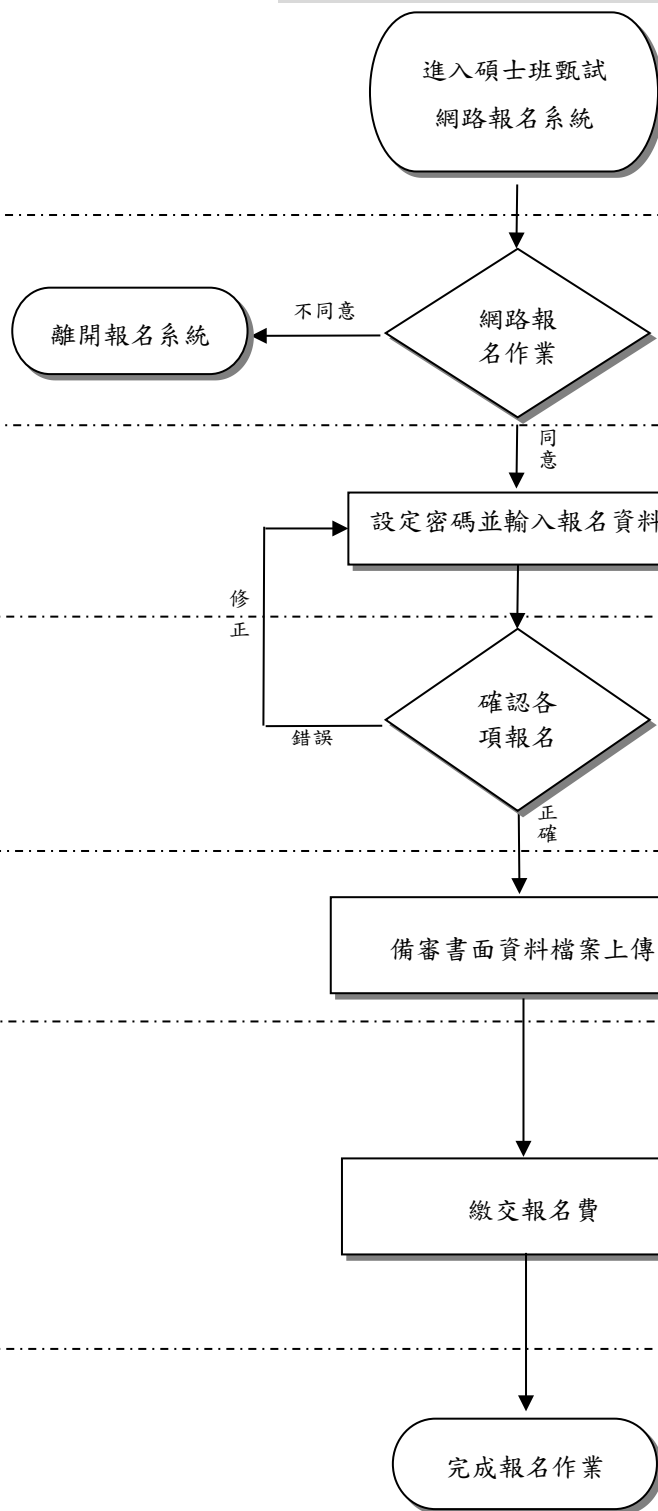 進入碩士班甄試
網路報名系統
不同意
離開報名系統
網路報
名作業
同
意
設定密碼並輸入報名資料
修
正
確認各
項報名
錯誤
正
確
備審書面資料檔案上傳
繳交報名費
完成報名作業